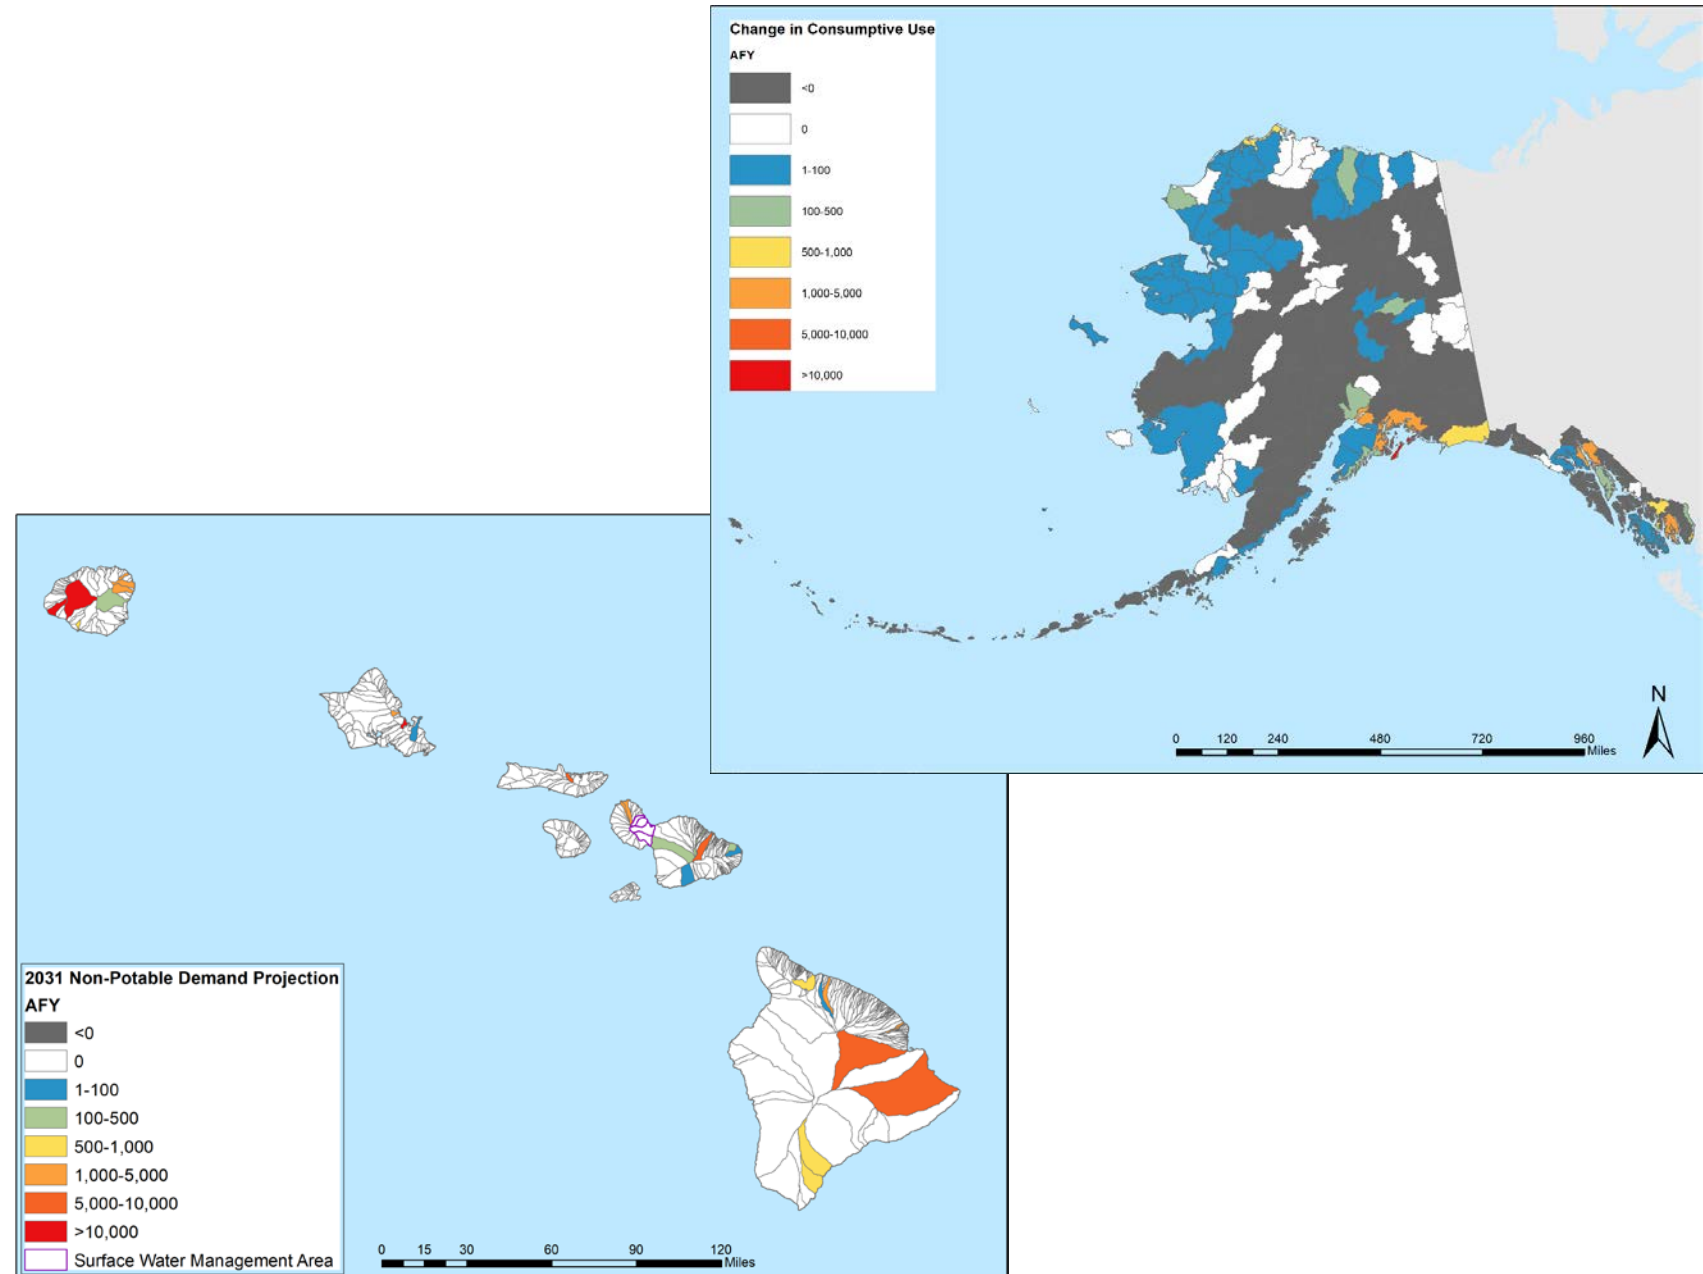 Change in Consumptive Use
AFY
<0
0
1-100
100-500
500-1,000
1,000-5,000
5,000-10,000
>10,000
N
0 120 240 480 720 960
Miles
2031 Non-Potable Demand Projection
AFY
<0
0
1-100
100-500
500-1,000
1,000-5,000
5,000-10,000
>10,000
Surface Water Management Area
0 15 30 60 90 120
Miles